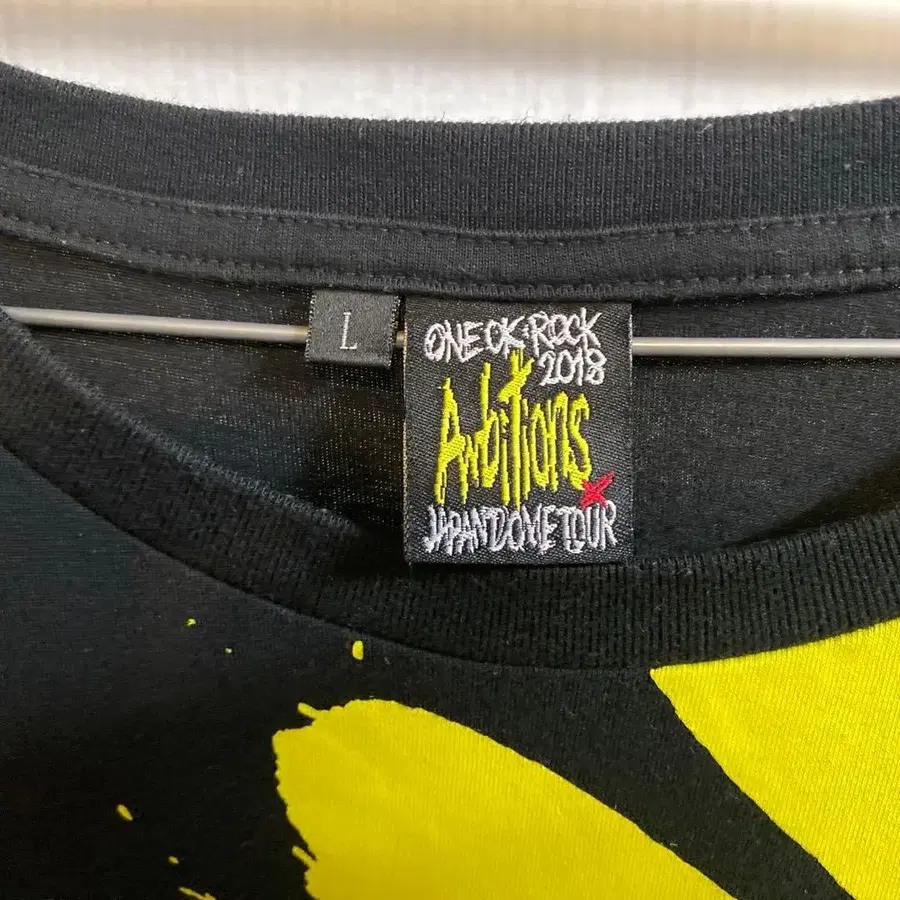 L
ONE OK ROCK
2018
Ambitions
JAPAN DOME TOUR